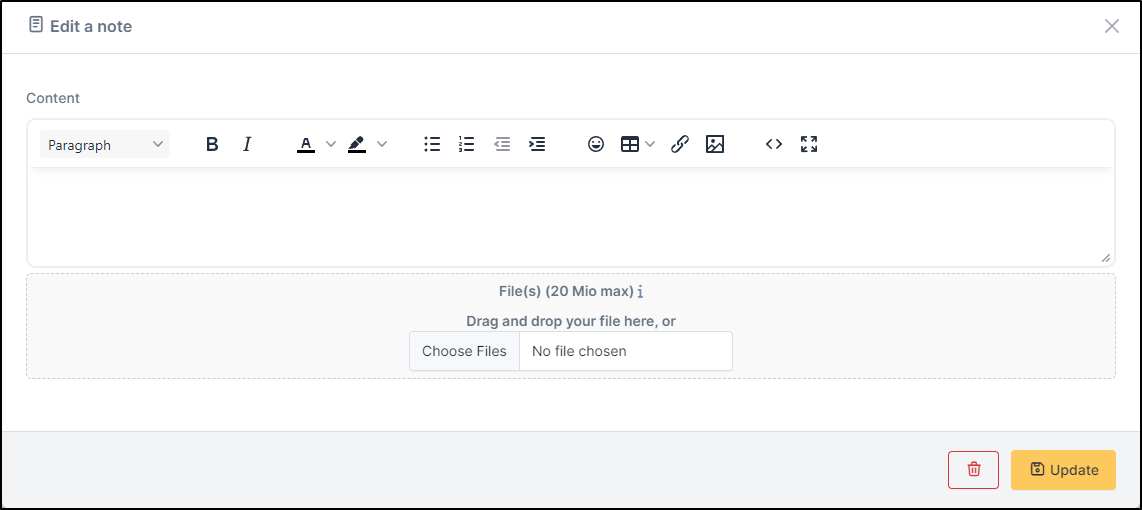 Edit a note
Content
Paragraph B I A
File(s) (20 Mio max) i
Drag and drop your file here, or
Choose Files No file chosen
Update